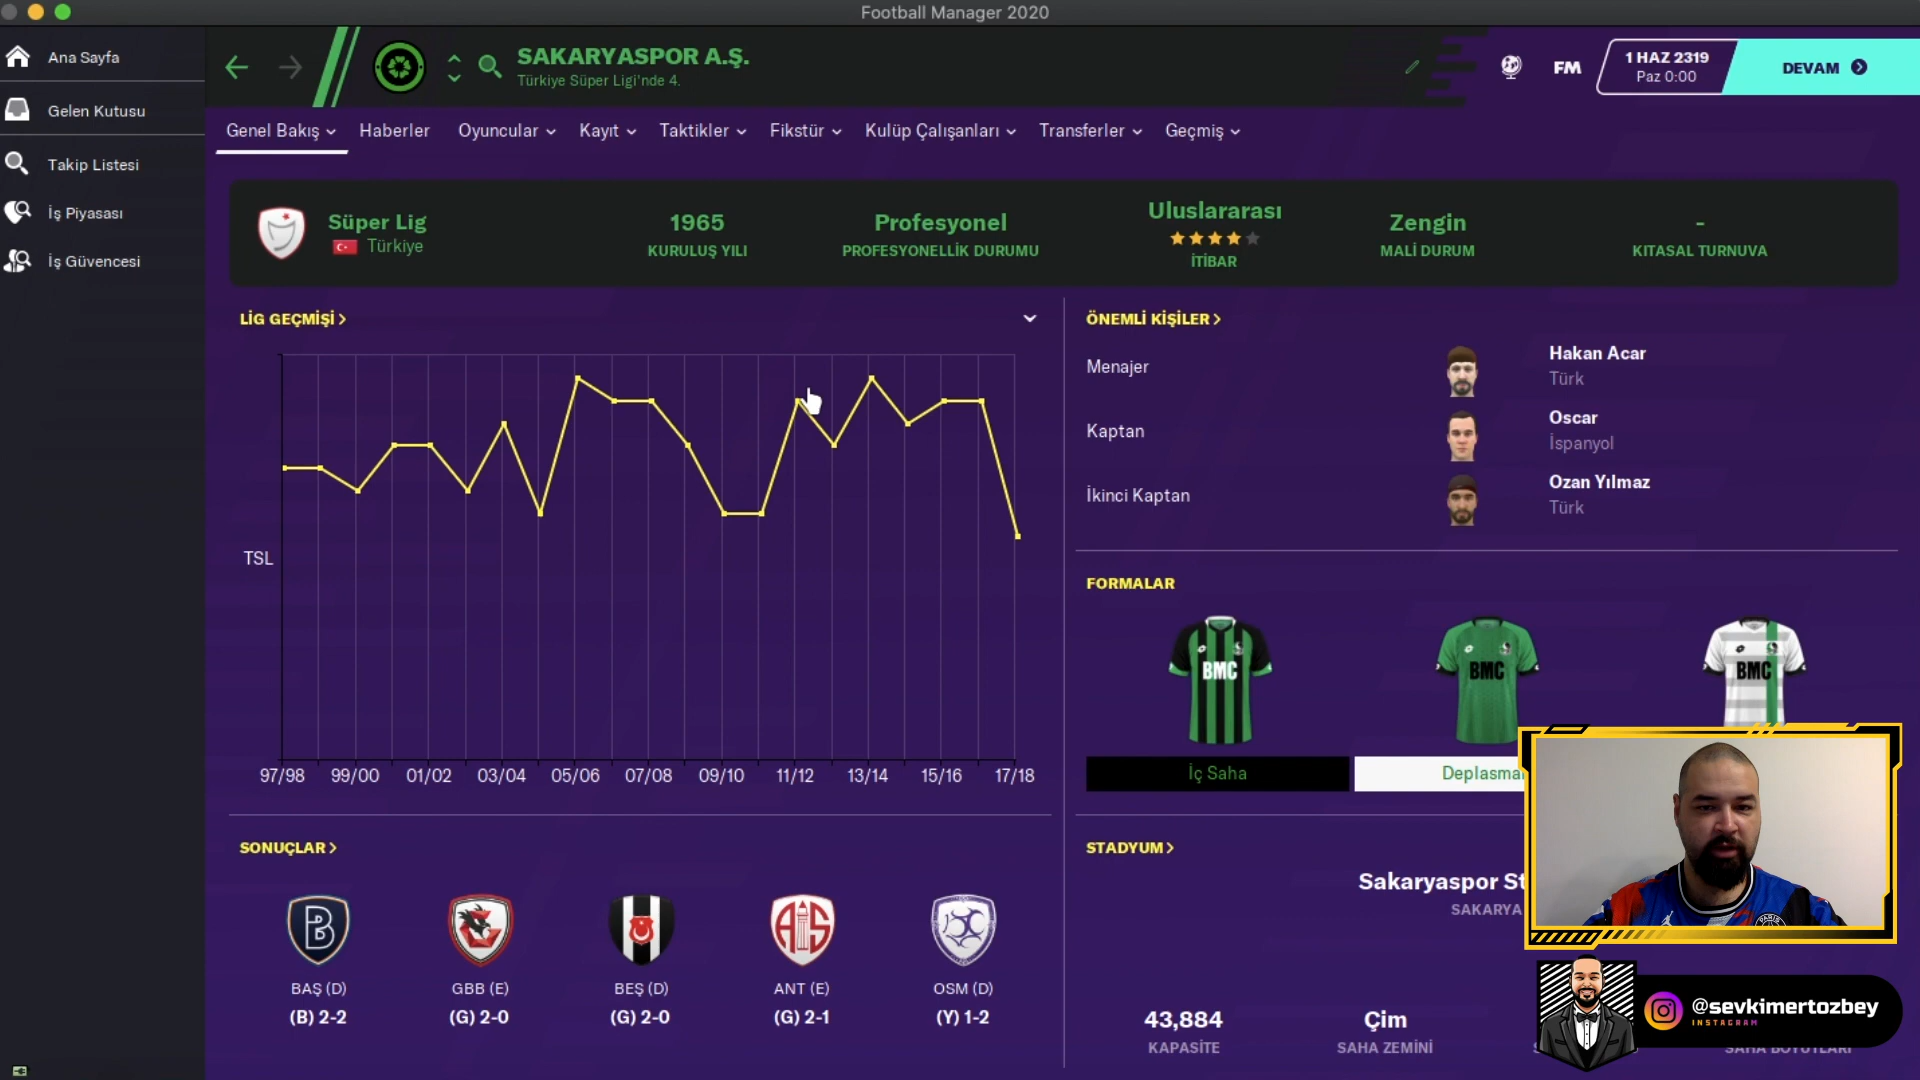 Football Manager 2020
Ana Sayfa
Gelen Kutusu
Takip Listesi
İş Piyasası
İş Güvencesi
SAKARYASPOR A.Ş.
Türkiye Süper Ligi'nde 4.
FM
1 HAZ 2319
Paz 0:00
DEVAM
Genel Bakış
Haberler
Oyuncular
Kayıt
Taktikler
Fikstür
Kulüp Çalışanları
Transferler
Geçmiş
Süper Lig
Türkiye
1965
KURULUŞ YILI
Profesyonel
PROFESYONELLİK DURUMU
Uluslararası
İTİBAR
Zengin
MALİ DURUM
-
KITASAL TURNUVA
LİG GEÇMİŞİ >
TSL
97/98 99/00 01/02 03/04 05/06 07/08 09/10 11/12 13/14 15/16 17/18
ÖNEMLİ KİŞİLER >
Menajer
Hakan Acar
Türk
Kaptan
Oscar
İspanyol
İkinci Kaptan
Ozan Yılmaz
Türk
FORMALAR
BMC
BMC
BMC
İç Saha
Deplasma
SONUÇLAR >
BAŞ (D)
(B) 2-2
GBB (E)
(G) 2-0
BEŞ (D)
(G) 2-0
ANT (E)
(G) 2-1
OSM (D)
(Y) 1-2
STADYUM >
Sakaryaspor St
SAKARYA
43,884
KAPASİTE
Çim
SAHA ZEMİNİ
SAHA BOYUTLARI
PARIS
@sevkimertozbey
INSTAGRAM